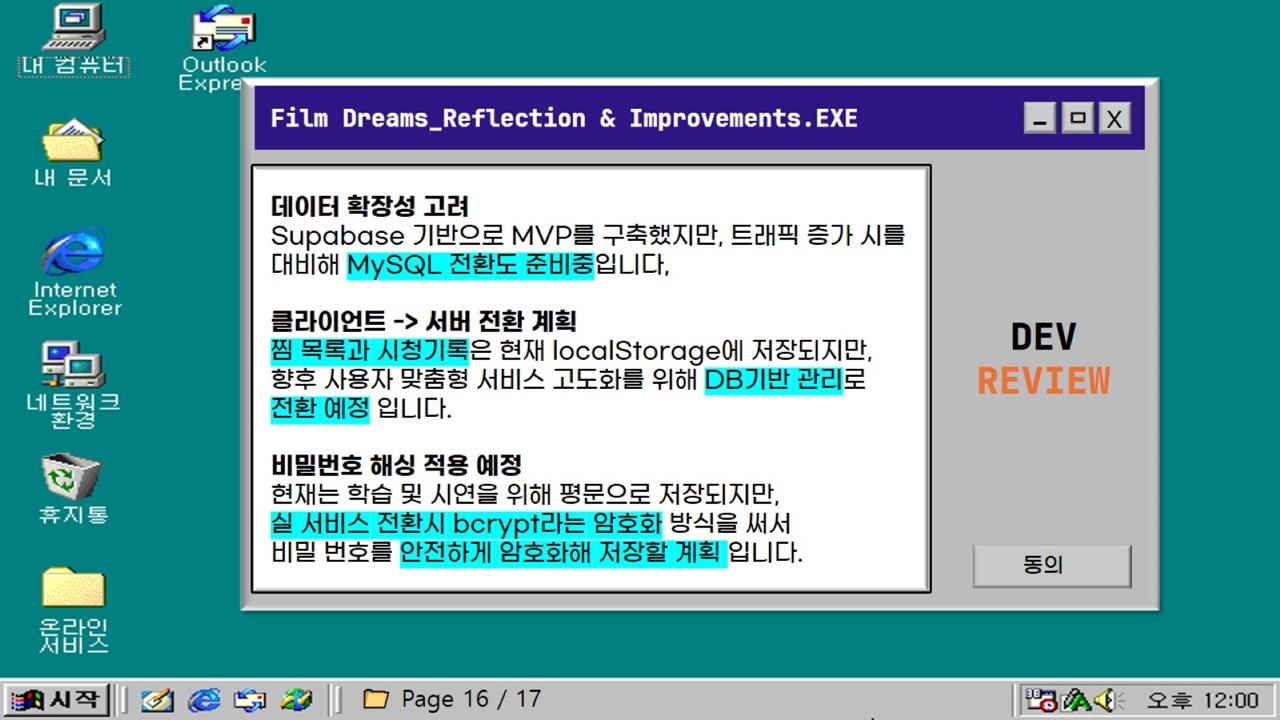 내 컴퓨터
Outlook
Expre
내 문서
Internet
Explorer
네트워크
환경
휴지통
온라인
서비스
Film Dreams_Reflection & Improvements.EXE
데이터 확장성 고려
Supabase 기반으로 MVP를 구축했지만, 트래픽 증가 시를
대비해 MySQL 전환도 준비중입니다,
클라이언트 -> 서버 전환 계획
찜 목록과 시청기록은 현재 localStorage에 저장되지만,
향후 사용자 맞춤형 서비스 고도화를 위해 DB기반 관리로
전환 예정 입니다.
비밀번호 해싱 적용 예정
현재는 학습 및 시연을 위해 평문으로 저장되지만,
실 서비스 전환시 bcrypt라는 암호화 방식을 써서
비밀 번호를 안전하게 암호화해 저장할 계획 입니다.
DEV
REVIEW
동의
시작
Page 16 / 17
오후 12:00